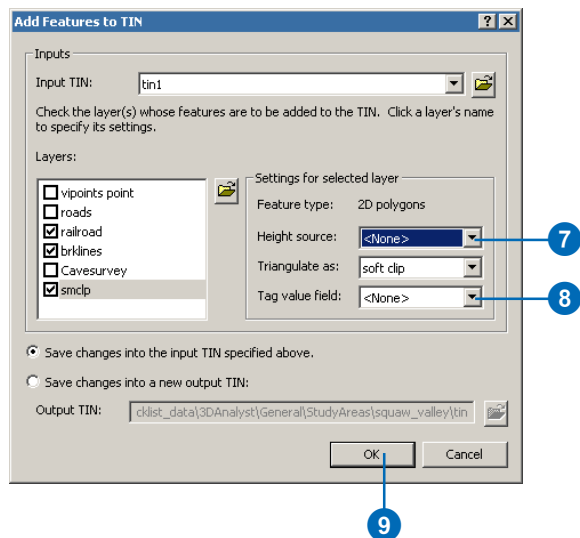 Add Features to TIN
Inputs
Input TIN: tin1
Check the layer(s) whose features are to be added to the TIN. Click a layer's name
to specify its settings.
Layers:
vipoints point
roads
railroad
brklines
Cavesurvey
smclp
Settings for selected layer
Feature type: 2D polygons
Height source: <None>
Triangulate as: soft clip
Tag value field: <None>
7
8
Save changes into the input TIN specified above.
Save changes into a new output TIN:
Output TIN: cklist_data\3DAnalyst\General\StudyAreas\squaw_valley\tin
OK
Cancel
9